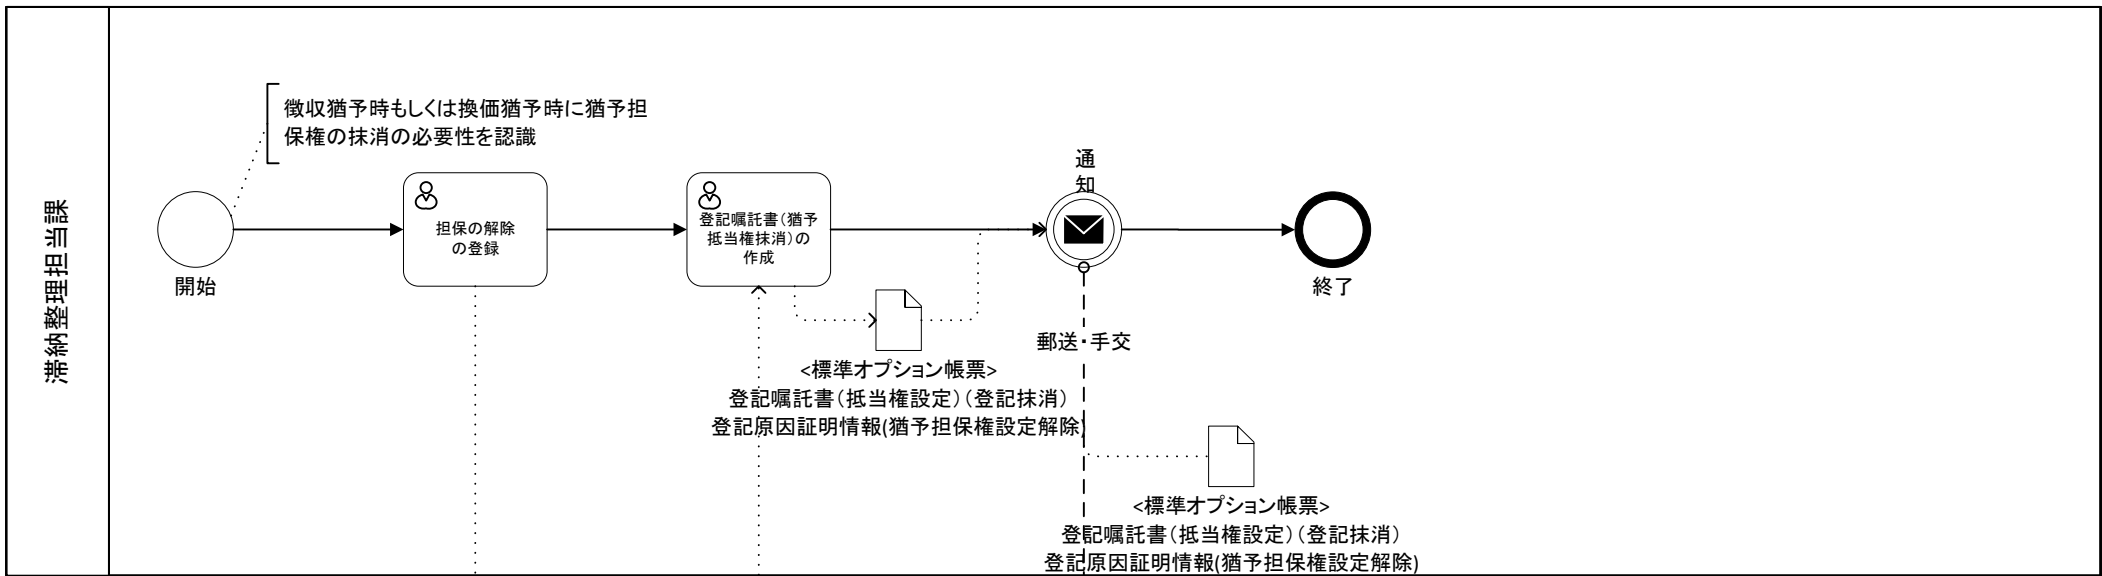 滞納整理担当課
徴収猶予時もしくは換価猶予時に猶予担
保権の抹消の必要性を認識
開始
担保の解除
の登録
登記嘱託書（猶予
抵当権抹消）の
作成
<標準オプション帳票>
登記嘱託書（抵当権設定）（登記抹消）
登記原因証明情報(猶予担保権設定解除)
通
知
郵送・手交
<標準オプション帳票>
登記嘱託書（抵当権設定）（登記抹消）
登記原因証明情報(猶予担保権設定解除)
終了